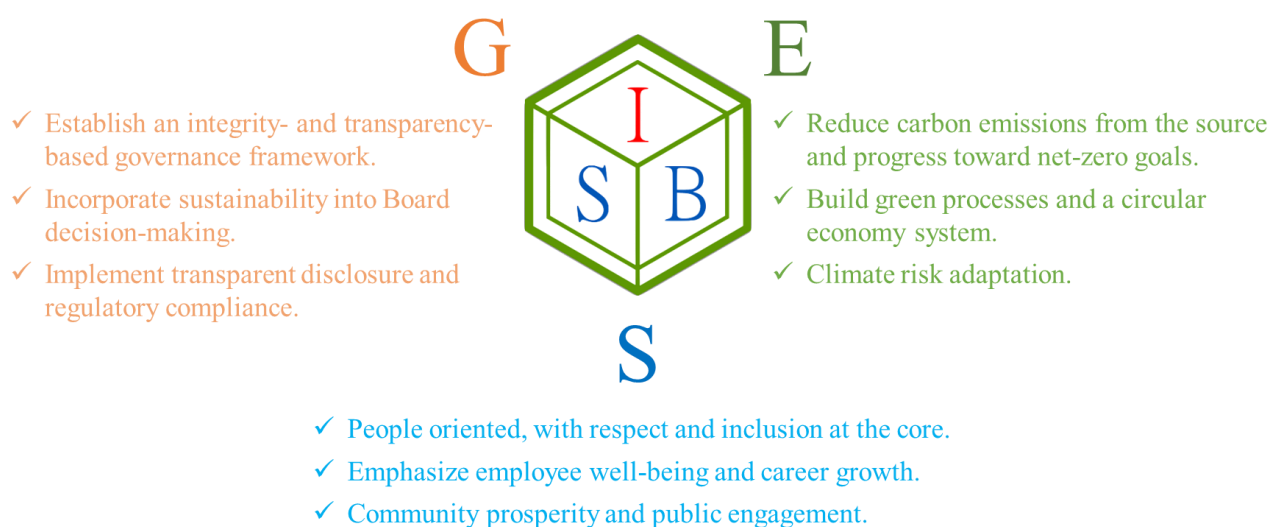 G
Establish an integrity- and transparency-
based governance framework.
Incorporate sustainability into Board
decision-making.
Implement transparent disclosure and
regulatory compliance.
I
S B
E
Reduce carbon emissions from the source
and progress toward net-zero goals.
Build green processes and a circular
economy system.
Climate risk adaptation.
S
People oriented, with respect and inclusion at the core.
Emphasize employee well-being and career growth.
Community prosperity and public engagement.